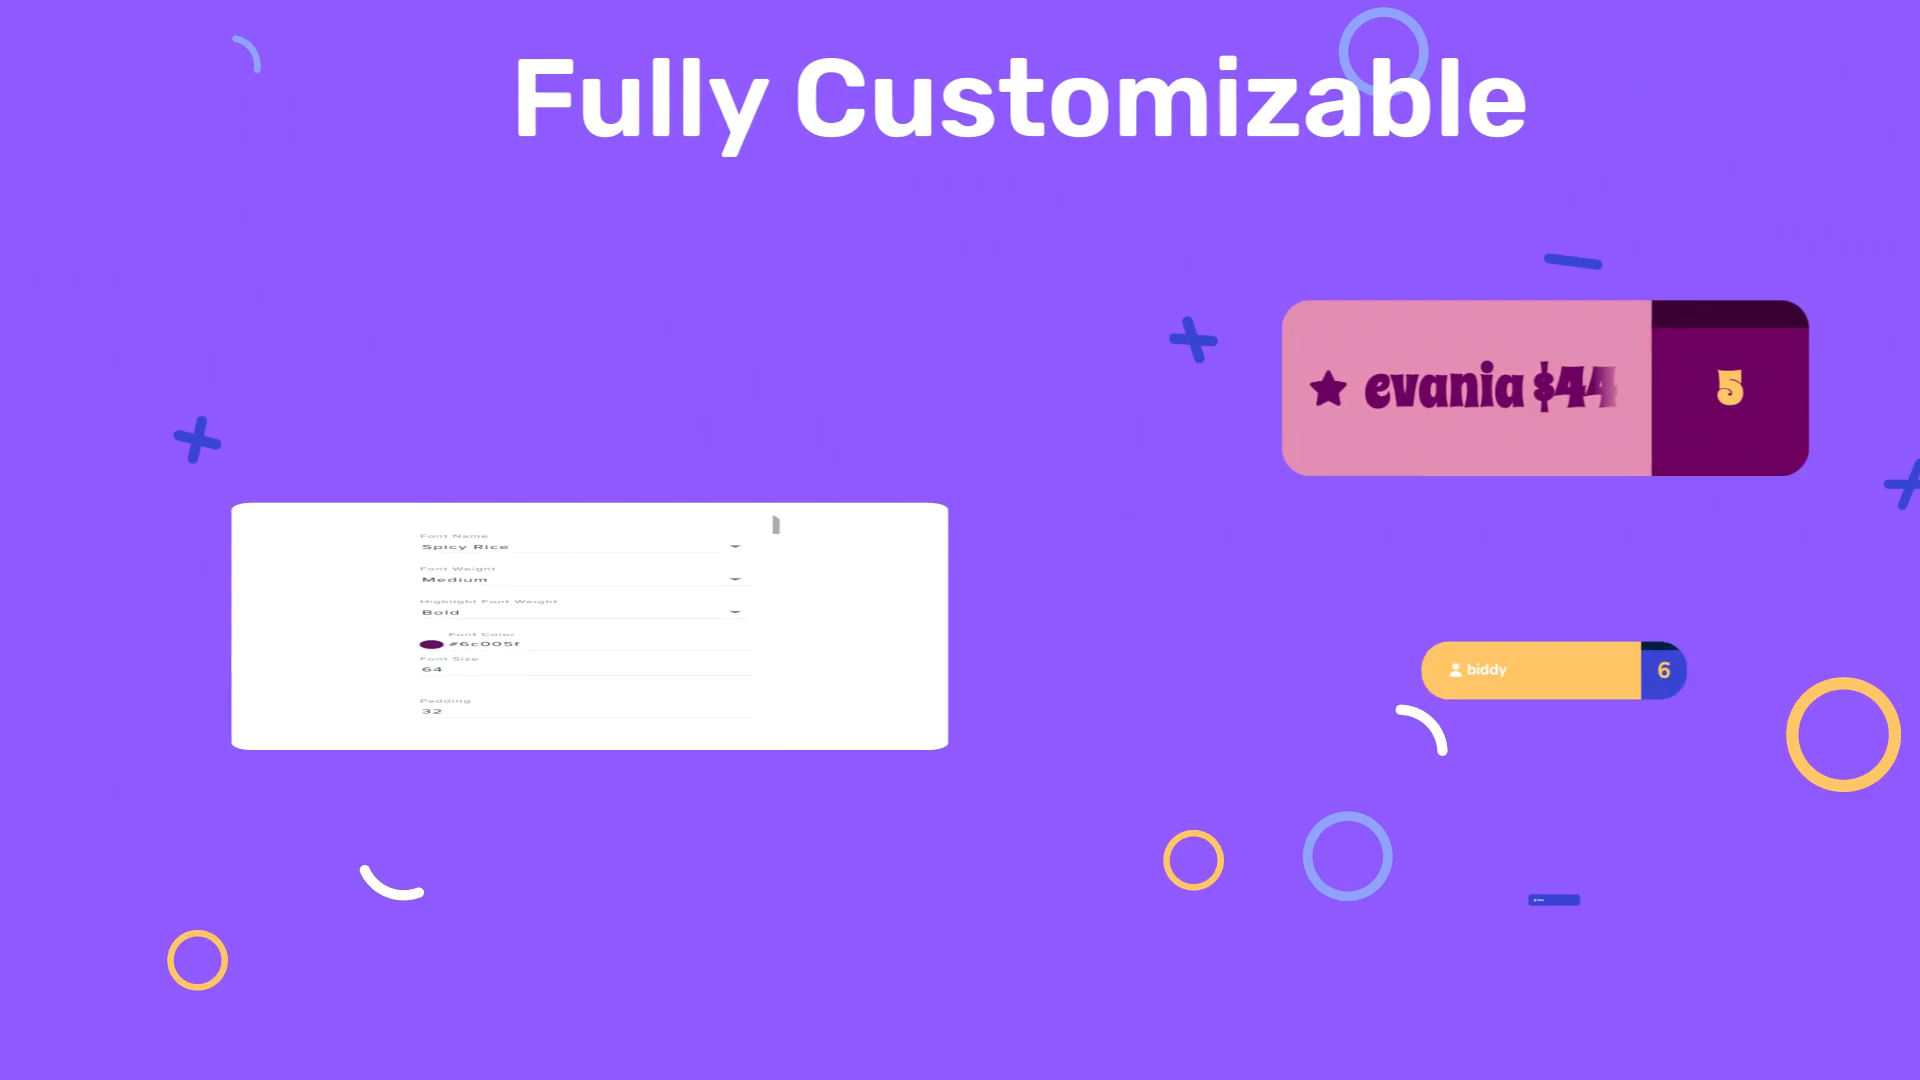 Fully Customizable
evania $44
5
Font Name
Spicy Rice
Font Weight
Medium
Highlight Font Weight
Bold
Font Color
#6c005f
Font Size
64
Padding
32
biddy
6